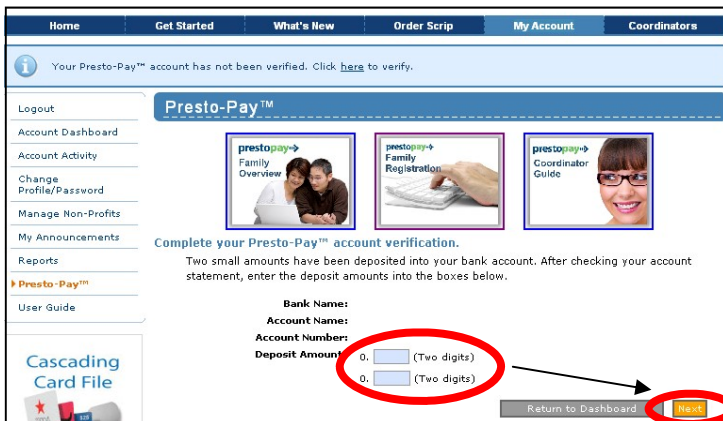 Home Get Started What's New Order Scrip My Account Coordinators
Your Presto-Pay™ account has not been verified. Click here to verify.
Logout
Account Dashboard
Account Activity
Change
Profile/Password
Manage Non-Profits
My Announcements
Reports
Presto-Pay™
User Guide
Cascading
Card File
Presto-Pay™
prestopay
Family
Overview
prestopay
Family
Registration
prestopay
Coordinator
Guide
Complete your Presto-Pay™ account verification.
Two small amounts have been deposited into your bank account. After checking your account
statement, enter the deposit amounts into the boxes below.
Bank Name:
Account Name:
Account Number:
Deposit Amount: 0. (Two digits)
0. (Two digits)
Return to Dashboard Next